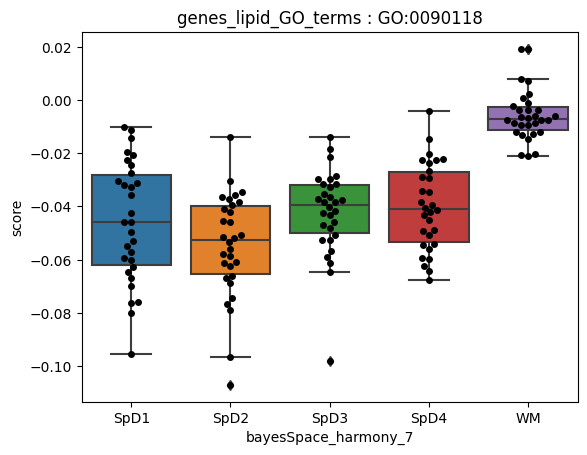 genes_lipid_GO_terms : GO:0090118
0.02
0.00
−0.02
−0.04
−0.06
−0.08
−0.10
score
SpD1 SpD2 SpD3 SpD4 WM
bayesSpace_harmony_7